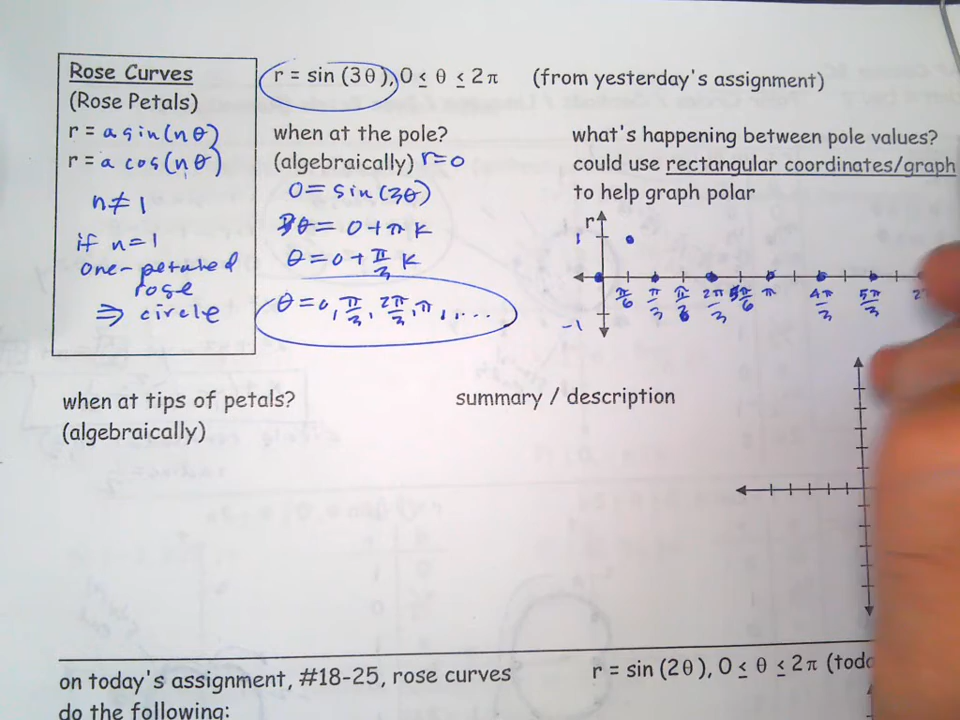 Rose Curves
(Rose Petals)
r = a sin(nθ)
r = a cos(nθ)
n ≠ 1
if n = 1
one-petaled
rose
⇒ circle
r = sin (3θ), 0 ≤ θ ≤ 2π (from yesterday's assignment)
when at the pole?
(algebraically) r=0
0 = sin(3θ)
3θ = 0 + π k
θ = 0 + π/3 k
θ = 0, π/3, 2π/3, π, ....
what's happening between pole values?
could use rectangular coordinates/graph
to help graph polar
r
1
π/6 π/3 2π/3 5π/6 π 4π/3 5π/3
-1
when at tips of petals?
(algebraically)
summary / description
on today's assignment, #18-25, rose curves
do the following:
r = sin (2θ), 0 ≤ θ ≤ 2π